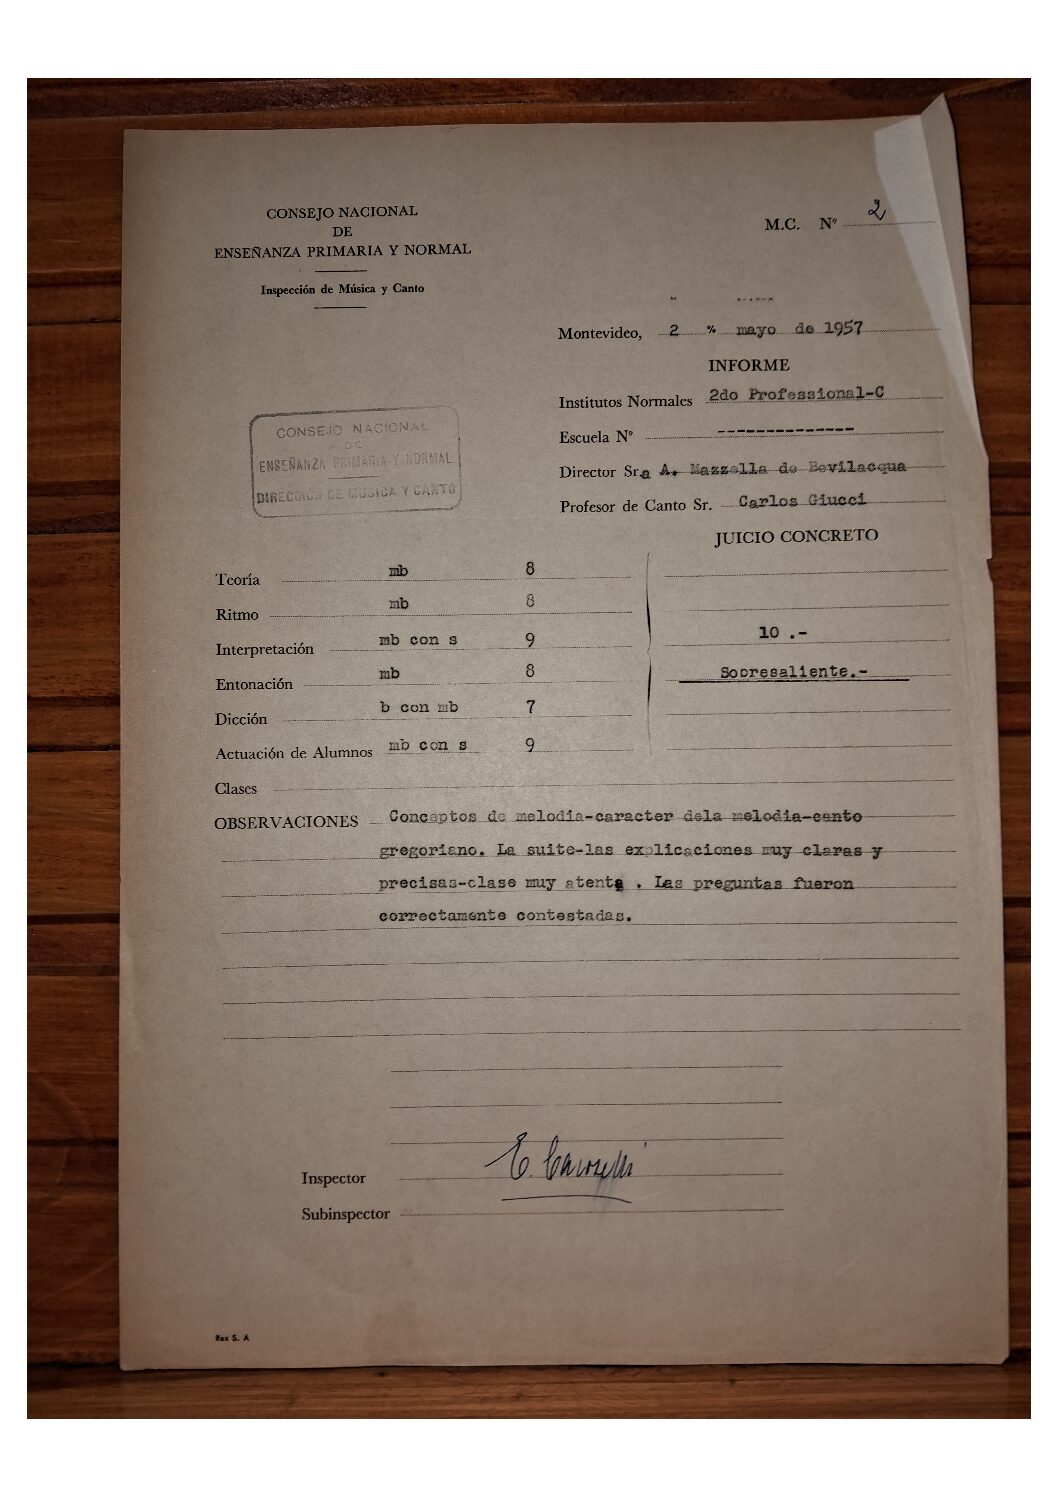 CONSEJO NACIONAL
DE
ENSEÑANZA PRIMARIA Y NORMAL
Inspección de Música y Canto
M.C. Nº 2
Montevideo, 2 % mayo de 1957
INFORME
Institutos Normales 2do Professional-C
Escuela Nº -------------
Director Sra A. Mazzella de Bevilacqua
Profesor de Canto Sr. Carlos Giucci
CONSEJO NACIONAL
DE
ENSEÑANZA PRIMARIA Y NORMAL
DIRECCION DE MUSICA Y CANTO
JUICIO CONCRETO
Teoría mb 8
Ritmo mb 8
Interpretación mb con s 9 10 .-
Entonación mb 8 Sobresaliente.-
Dicción b con mb 7
Actuación de Alumnos mb con s 9
Clases
OBSERVACIONES Conceptos de melodia-caracter dela melodia-canto
gregoriano. La suite-las explicaciones muy claras y
precisas-clase muy atenta . Las preguntas fueron
correctamente contestadas.
Inspector E.
Subinspector
Rex S. A